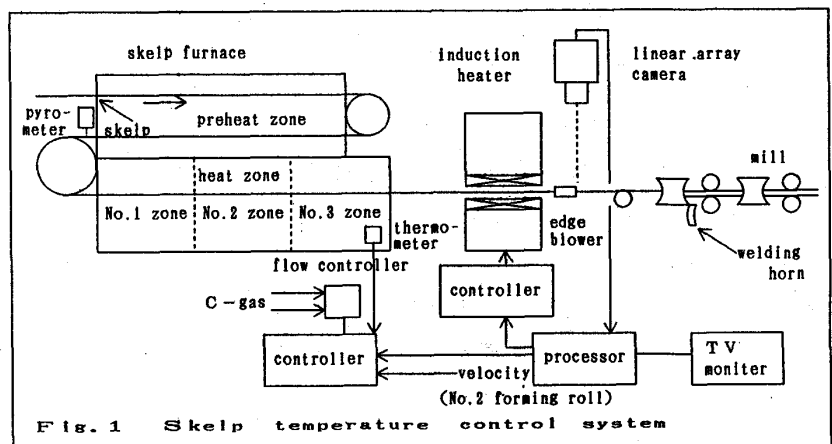 skelp furnace
induction
heater
linear.array
camera
pyro-
meter
skelp
preheat zone
mill
heat zone
No.1 zone
No.2 zone
No.3 zone
thermo-
meter
edge
blower
welding
horn
flow controller
C-gas
controller
controller
processor
TV
moniter
velocity
(No.2 forming roll)
Fig. 1 Skelp temperature control system